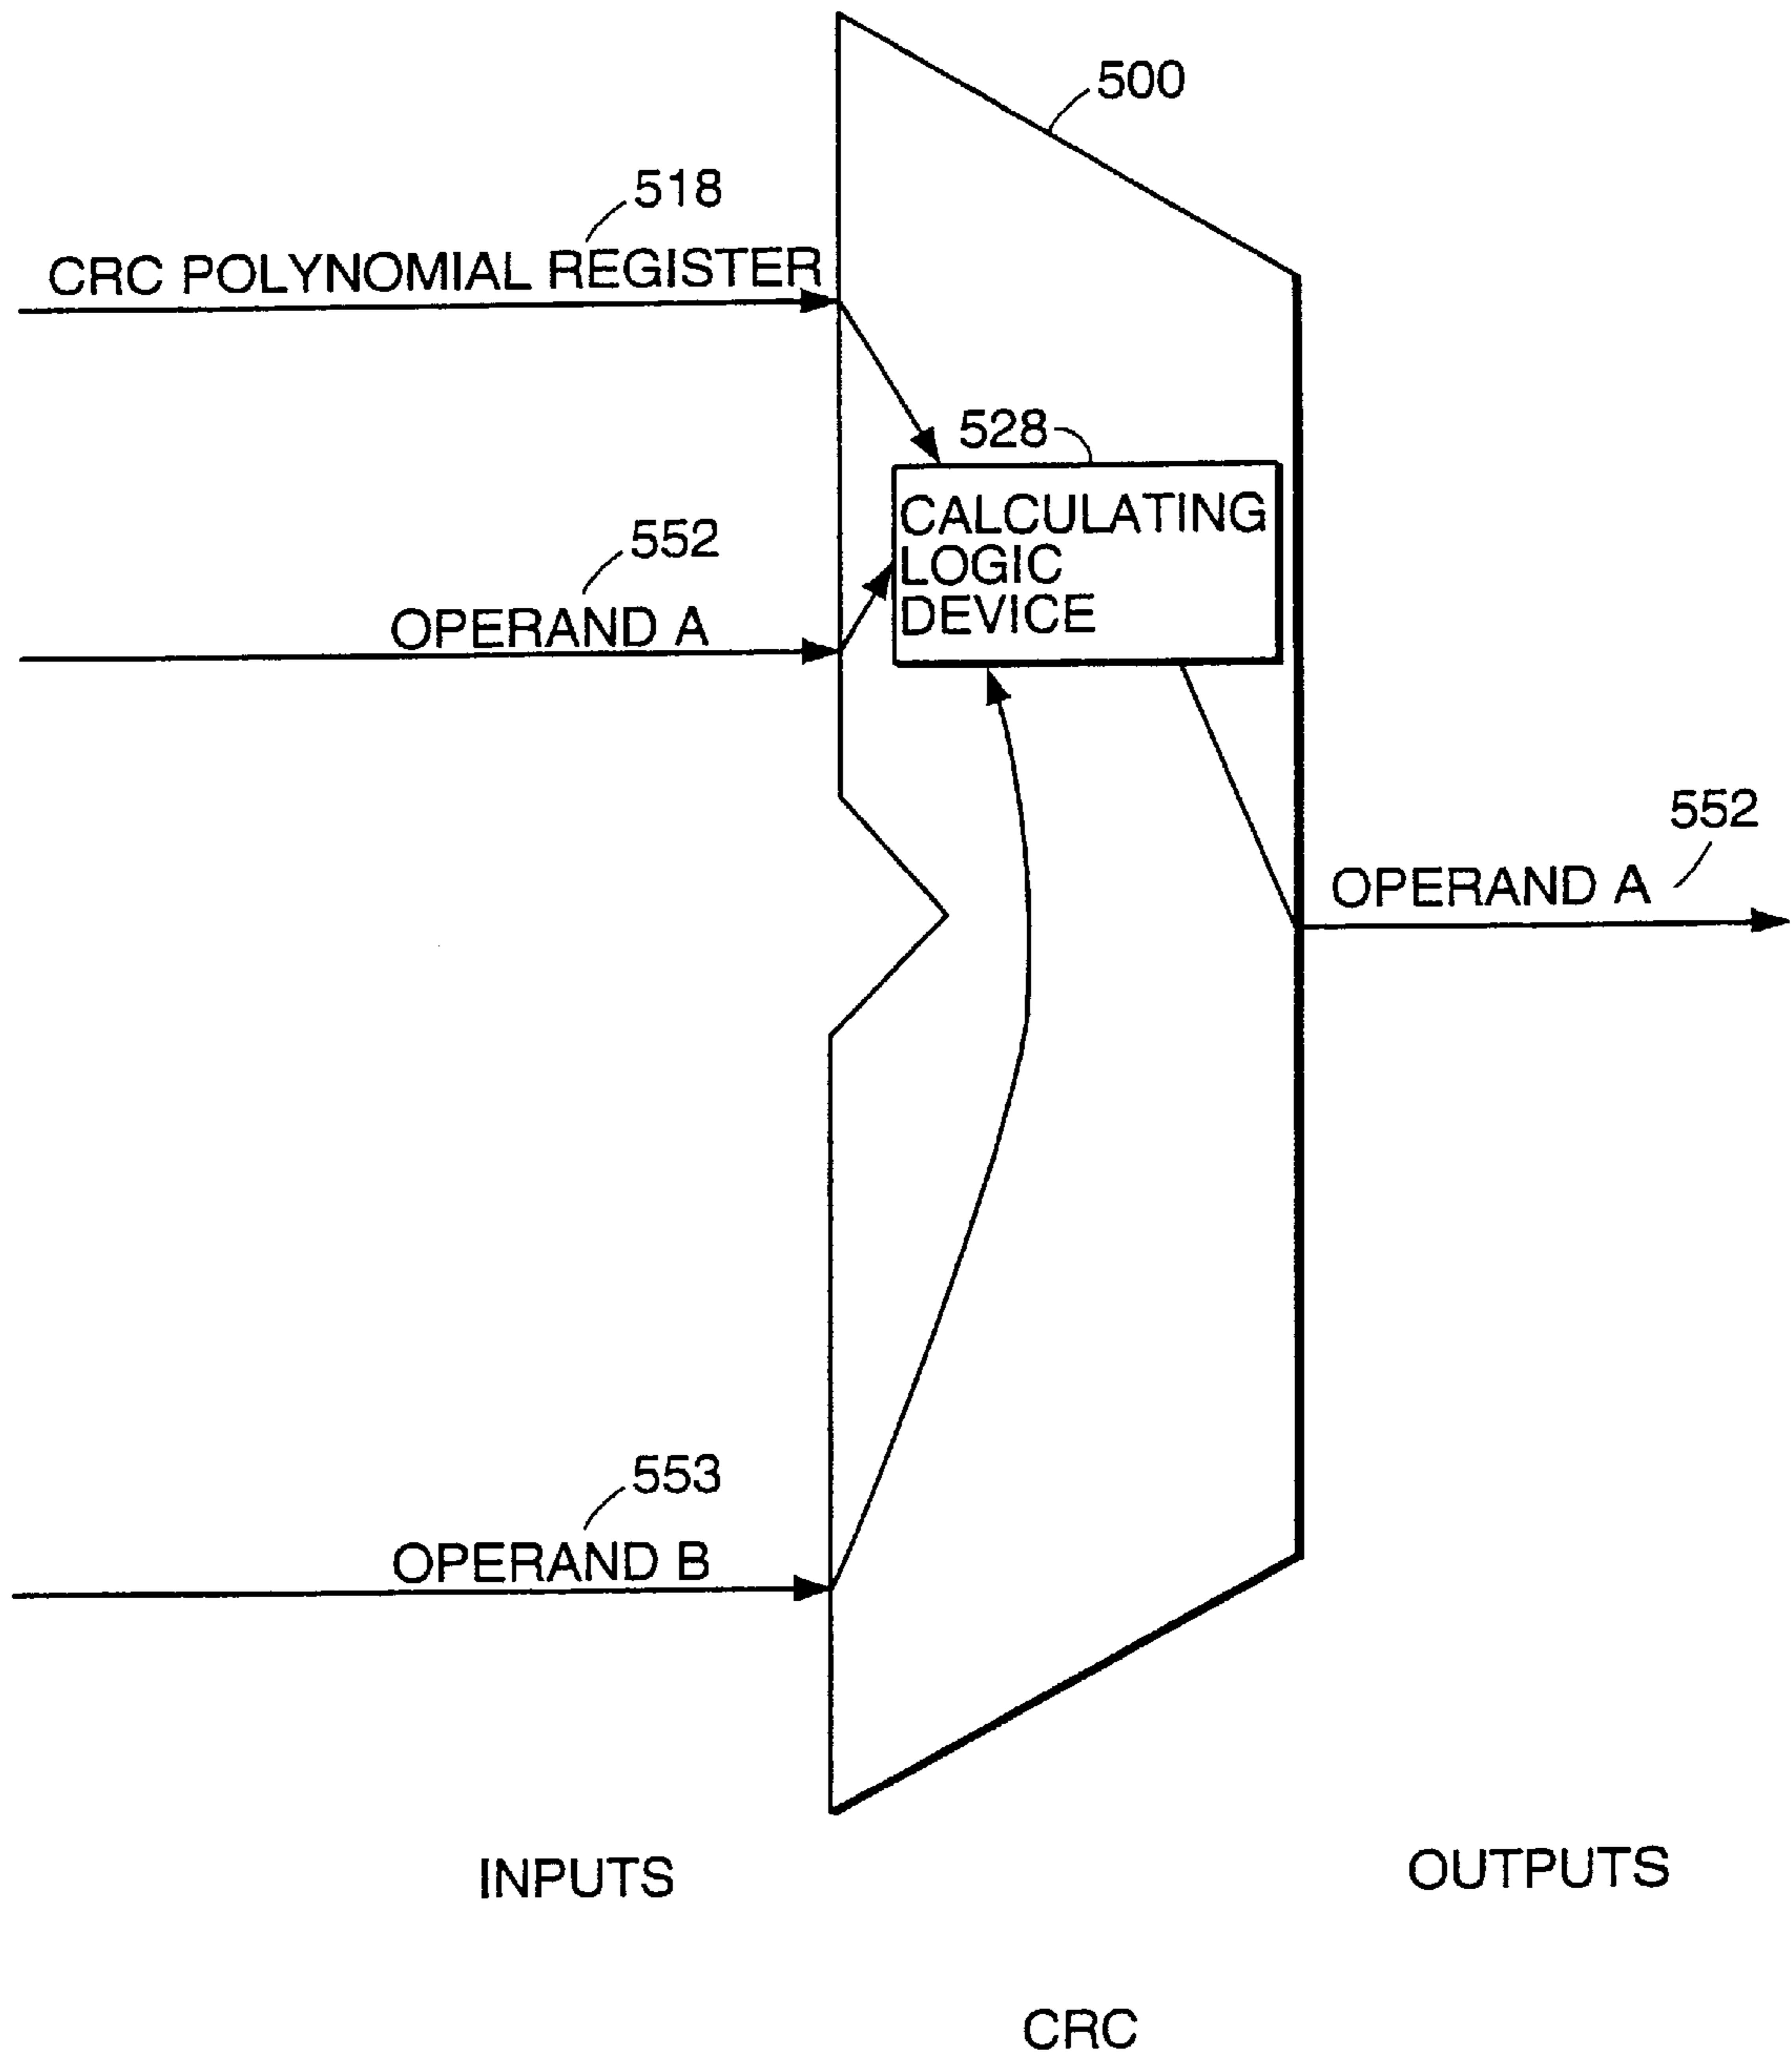 500
518
CRC POLYNOMIAL REGISTER
528
CALCULATING
LOGIC
DEVICE
552
OPERAND A
552
OPERAND A
553
OPERAND B
INPUTS
OUTPUTS
CRC